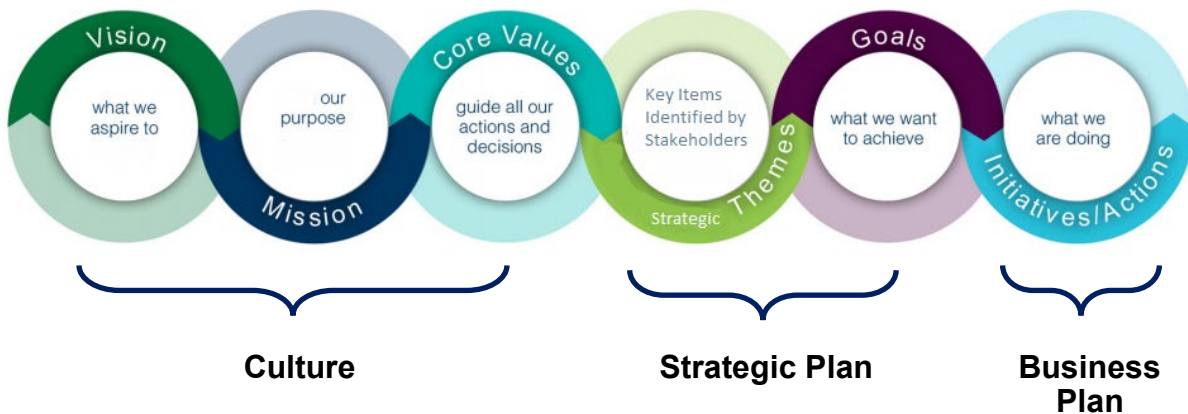 Vision
what we
aspire to
our
purpose
Mission
Core Values
guide all our
actions and
decisions
Key Items
Identified by
Stakeholders
Strategic
Themes
Goals
what we want
to achieve
what we
are doing
Initiatives/Actions
Culture
Strategic Plan
Business
Plan